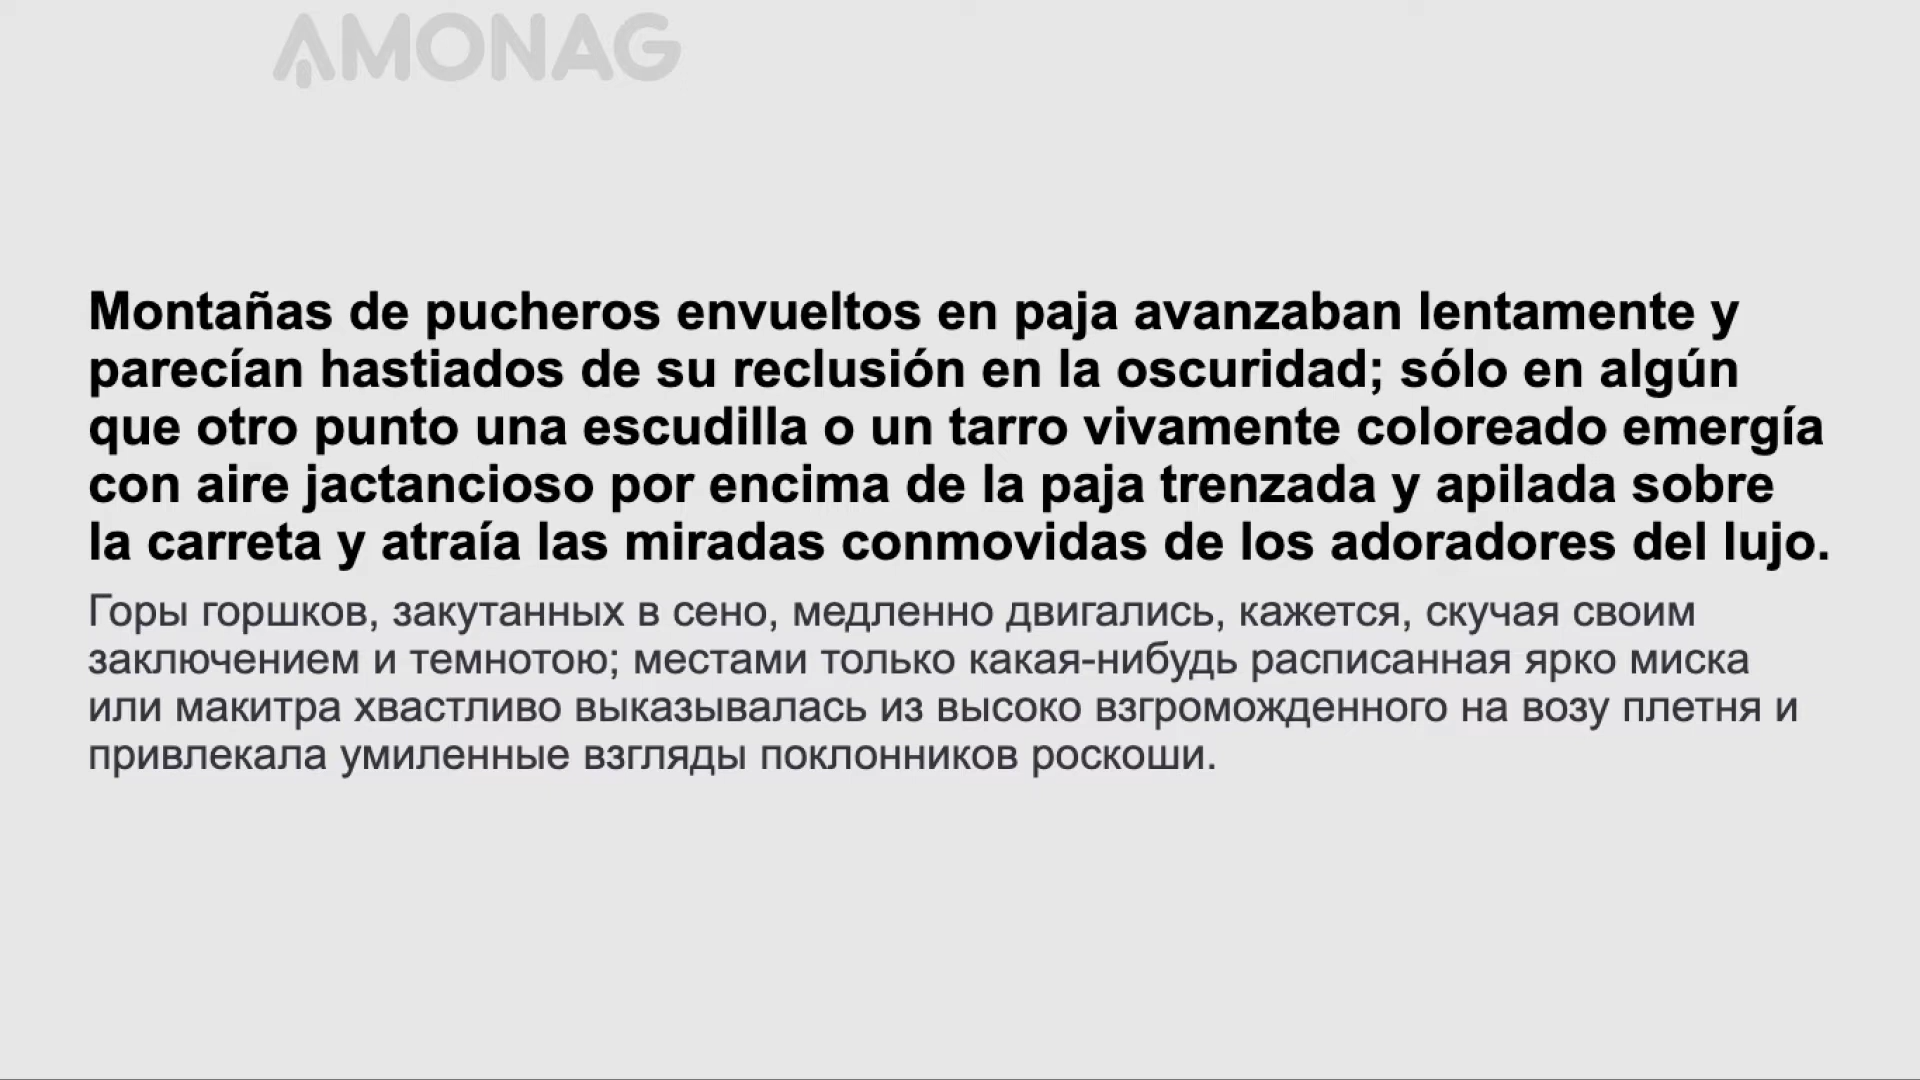 AMONAG
Montañas de pucheros envueltos en paja avanzaban lentamente y
parecían hastiados de su reclusión en la oscuridad; sólo en algún
que otro punto una escudilla o un tarro vivamente coloreado emergía
con aire jactancioso por encima de la paja trenzada y apilada sobre
la carreta y atraía las miradas conmovidas de los adoradores del lujo.
Горы горшков, закутанных в сено, медленно двигались, кажется, скучая своим
заключением и темнотою; местами только какая-нибудь расписанная ярко миска
или макитра хвастливо выказывалась из высоко взгроможденного на возу плетня и
привлекала умиленные взгляды поклонников роскоши.